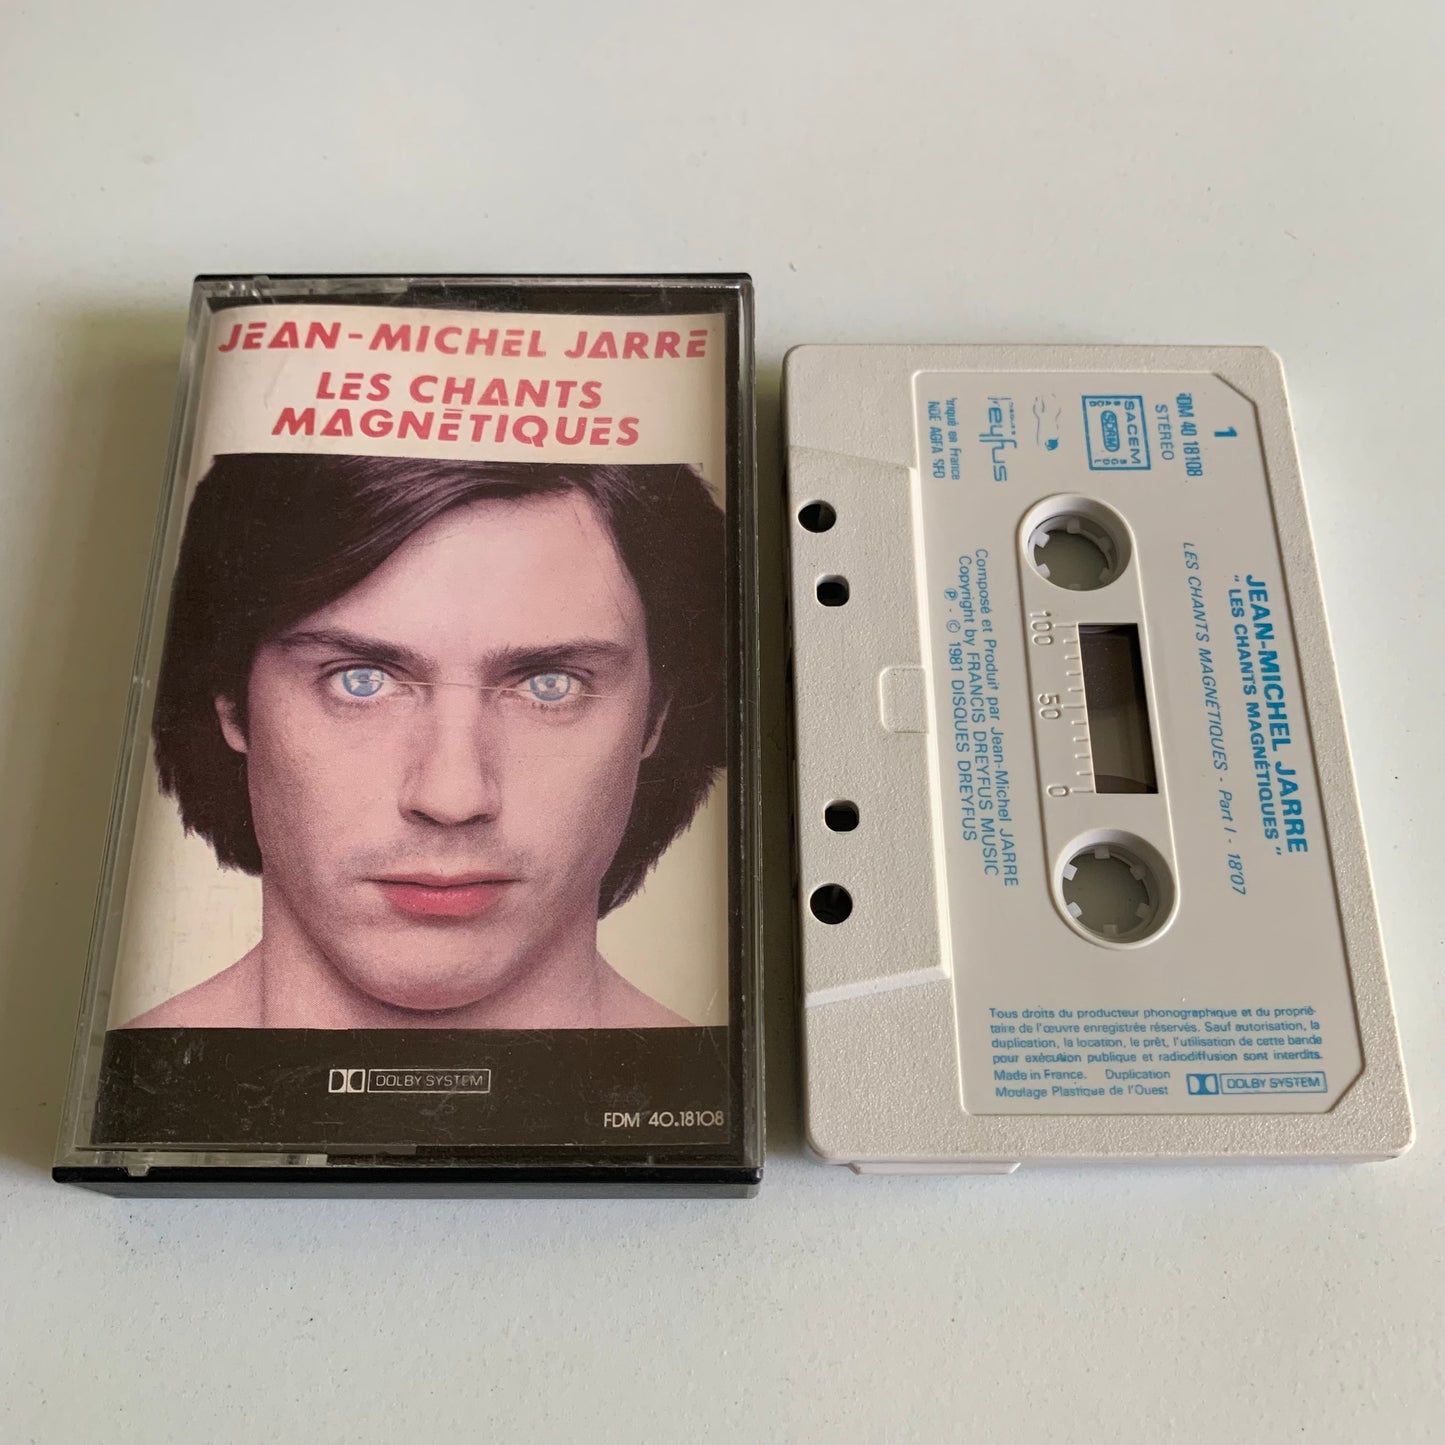 JEAN-MICHEL JARRE
LES CHANTS
MAGNÉTIQUES
DOLBY SYSTEM
FDM 40.18108
1
40 18108
STEREO
SACEM
SDRM
dreyfus
en France
JEAN-MICHEL JARRE
" LES CHANTS MAGNÉTIQUES "
LES CHANTS MAGNÉTIQUES - Part I - 18'07
100 50 0
Composé et Produit par Jean-Michel JARRE
Copyright by FRANCIS DREYFUS MUSIC
℗ - © 1981 DISQUES DREYFUS
Tous droits du producteur phonographique et du proprié-
taire de l'œuvre enregistrée réservés. Sauf autorisation, la
duplication, la location, le prêt, l'utilisation de cette bande
pour exécution publique et radiodiffusion sont interdits.
Made in France. Duplication
Moulage Plastique de l'Ouest
DOLBY SYSTEM